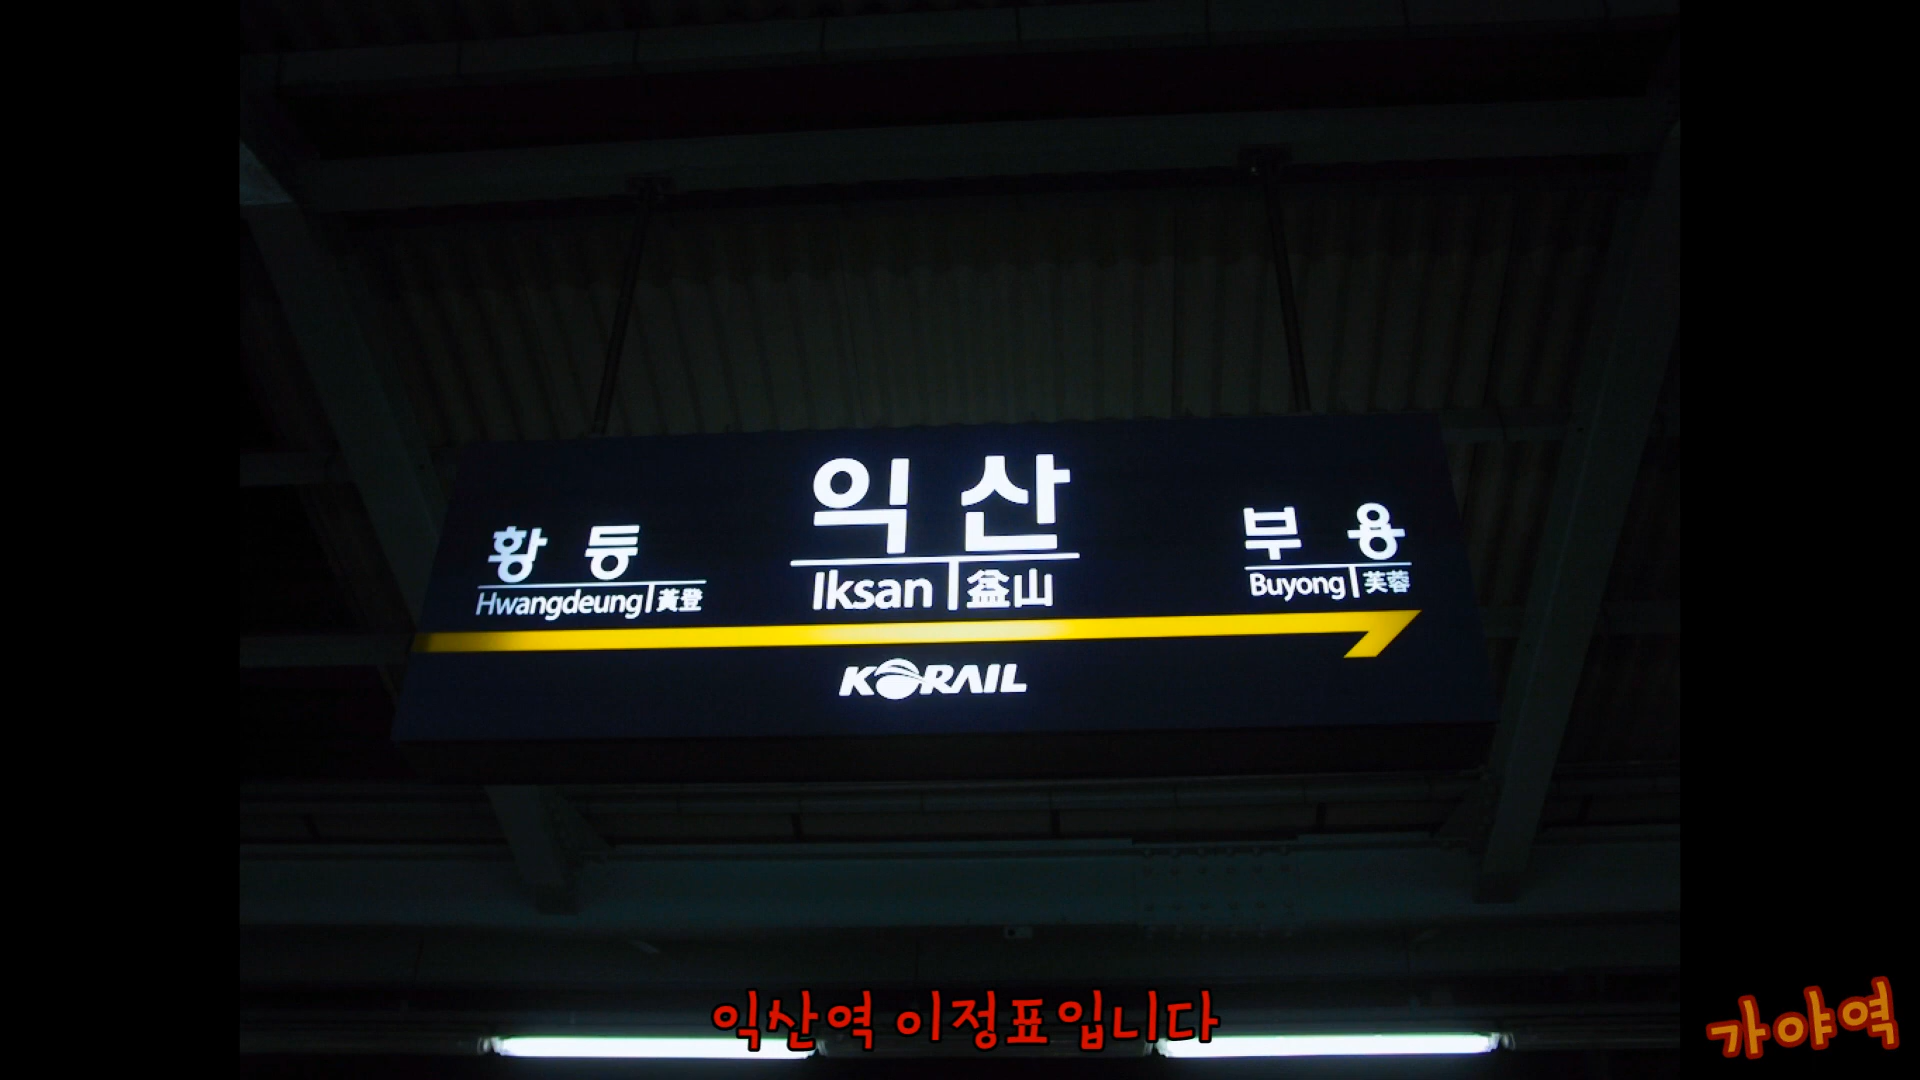 익산
Iksan 益山
황등
Hwangdeung 黃登
부용
Buyong 芙蓉
KORAIL
익산역 이정표입니다
가야역